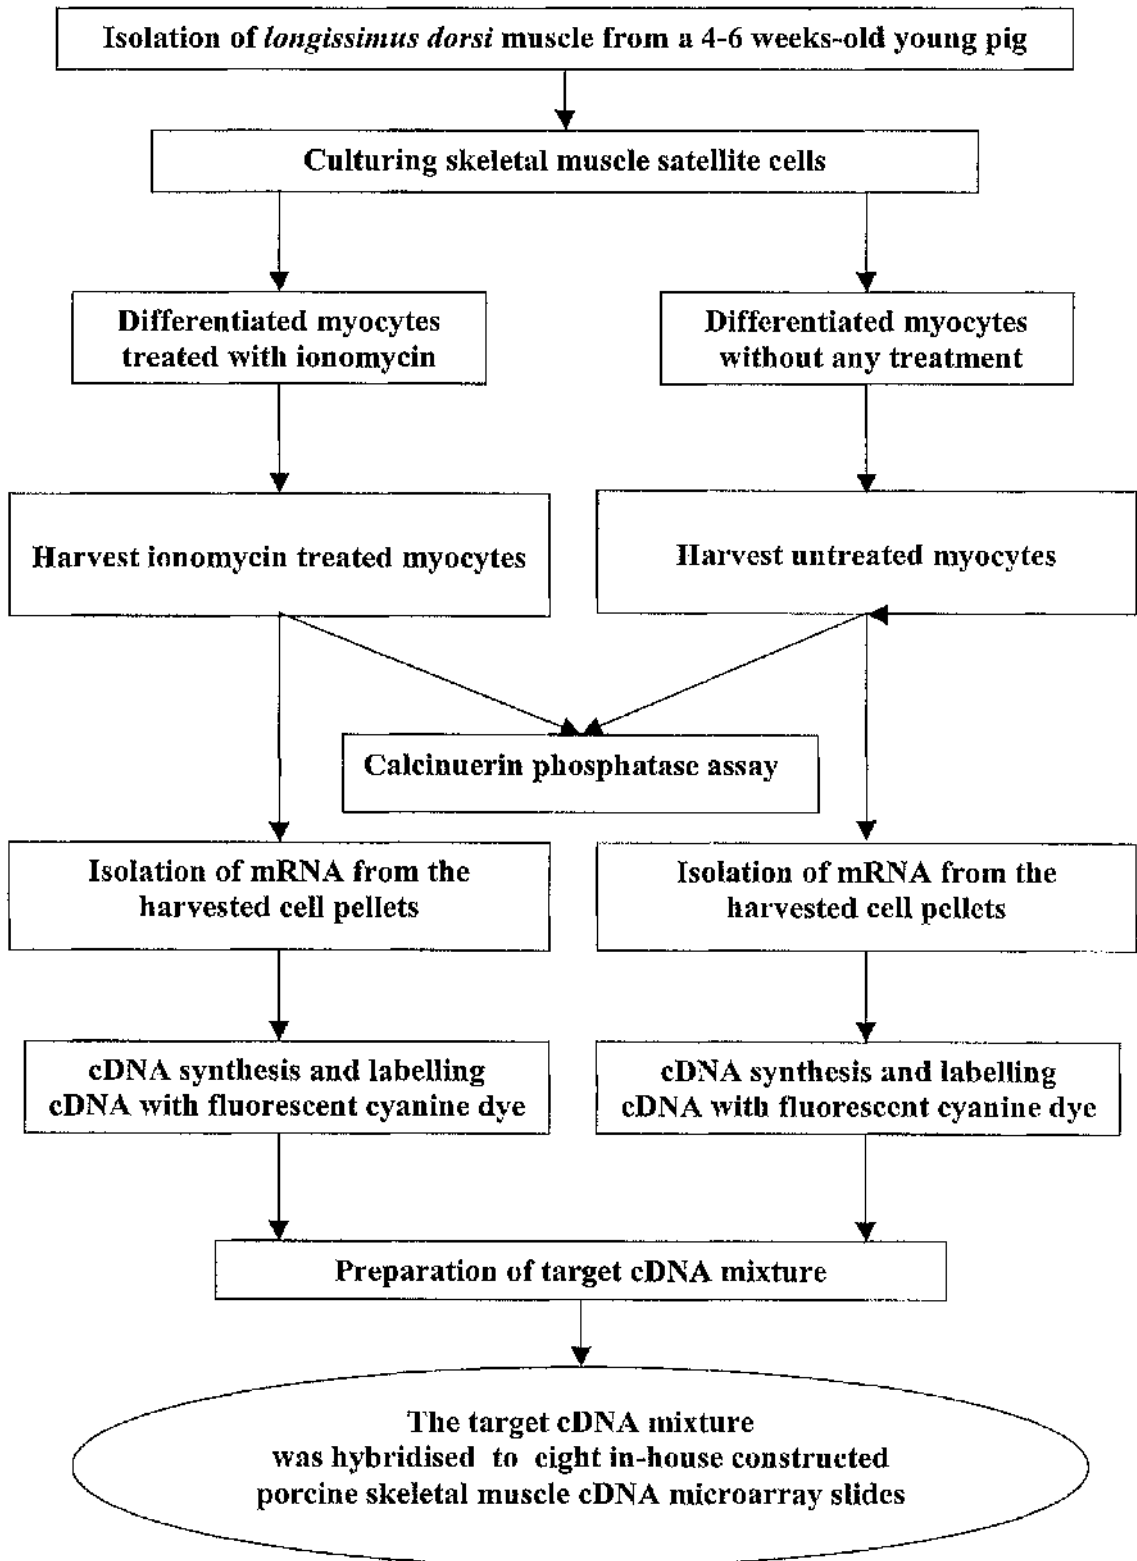 Isolation of longissimus dorsi muscle from a 4-6 weeks-old young pig
Culturing skeletal muscle satellite cells
Differentiated myocytes
treated with ionomycin
Differentiated myocytes
without any treatment
Harvest ionomycin treated myocytes
Harvest untreated myocytes
Calcinuerin phosphatase assay
Isolation of mRNA from the
harvested cell pellets
Isolation of mRNA from the
harvested cell pellets
cDNA synthesis and labelling
cDNA with fluorescent cyanine dye
cDNA synthesis and labelling
cDNA with fluorescent cyanine dye
Preparation of target cDNA mixture
The target cDNA mixture
was hybridised to eight in-house constructed
porcine skeletal muscle cDNA microarray slides